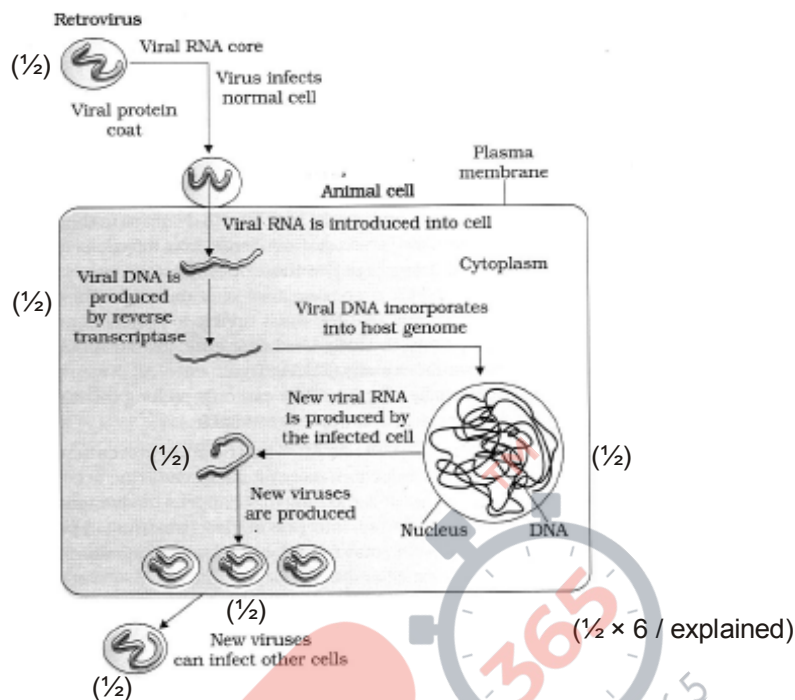 Retrovirus
(½)
Viral RNA core
Virus infects
normal cell
Viral protein
coat
Plasma
membrane
Animal cell
Viral RNA is introduced into cell
Cytoplasm
(½)
Viral DNA is
produced
by reverse
transcriptase
Viral DNA incorporates
into host genome
New viral RNA
is produced by
the infected cell
(½)
(½)
New viruses
are produced
Nucleus
DNA
(½)
New viruses
can infect other cells
(½)
(½ × 6 / explained)
TM
365